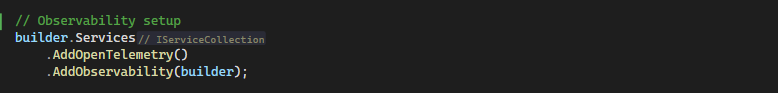 // Observability setup
builder.Services // IServiceCollection
.AddOpenTelemetry()
.AddObservability(builder);